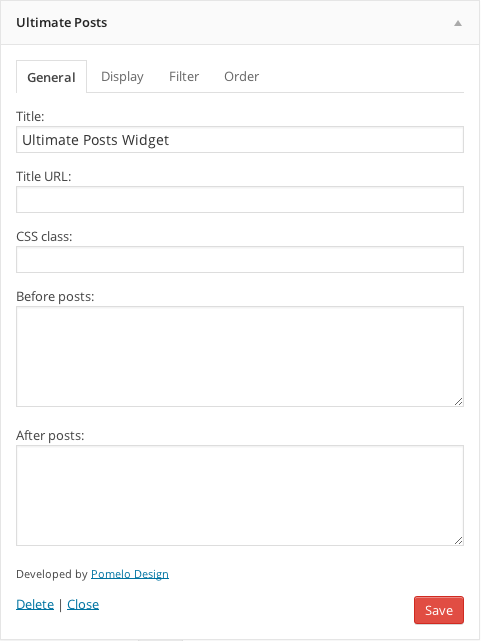 Ultimate Posts
General Display Filter Order
Title:
Ultimate Posts Widget
Title URL:
CSS class:
Before posts:
After posts:
Developed by Pomelo Design
Delete | Close
Save